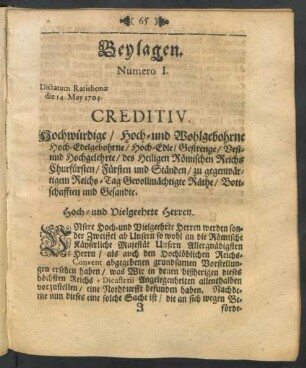 ( 65 )
Beylagen.
Numero I.
Dictatum Ratisbonæ
die 14. May 1704.
CREDITIV.
Hochwürdige / Hoch- und Wohlgebohrne
Hoch-Edelgebohrne / Hoch-Edle / Gestrenge / Vest-
und Hochgelehrte / des Heiligen Römischen Reichs
Churfürsten / Fürsten und Ständen / zu gegenwär-
tigem Reichs-Tag Gevollmächtigte Räthe / Bott-
schafften und Gesandte.
Hoch- und Vielgeehrte Herren.
Unsere Hoch- und Vielgeehrte Herren werden son-
der Zweiffel ab Unsern so wohl an die Römische
Käyserliche Majestät Unsern Allergnädigsten
Herrn / als auch den Hochlöblichen Reichs-
Convent abgegebenen grundsamen Vorstellun-
gen ersehen haben / was Wir in denen bißherigen dieses
höchsten Reichs-Dicasterii Angelegenheiten allenthalben
vorzustellen / eine Nothdurfft befunden haben. Nachde-
me nun dieses eine solche Sach ist / die an sich wegen Be-
J förde-